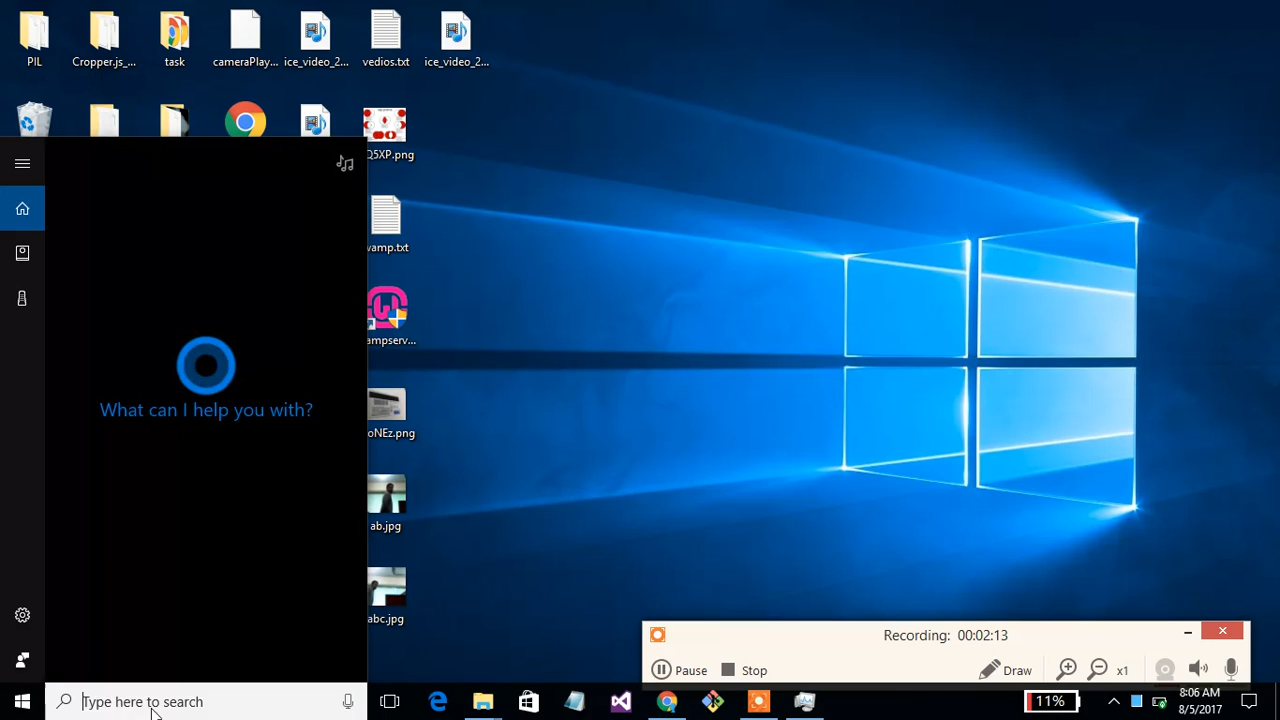 PIL
Cropper.js_...
task
cameraPlay...
ice_video_2...
vedios.txt
ice_video_2...
Q5XP.png
wamp.txt
ampserv...
oNEz.png
ab.jpg
abc.jpg
What can I help you with?
Recording: 00:02:13
Pause
Stop
Draw
x1
Type here to search
11%
8:06 AM
8/5/2017